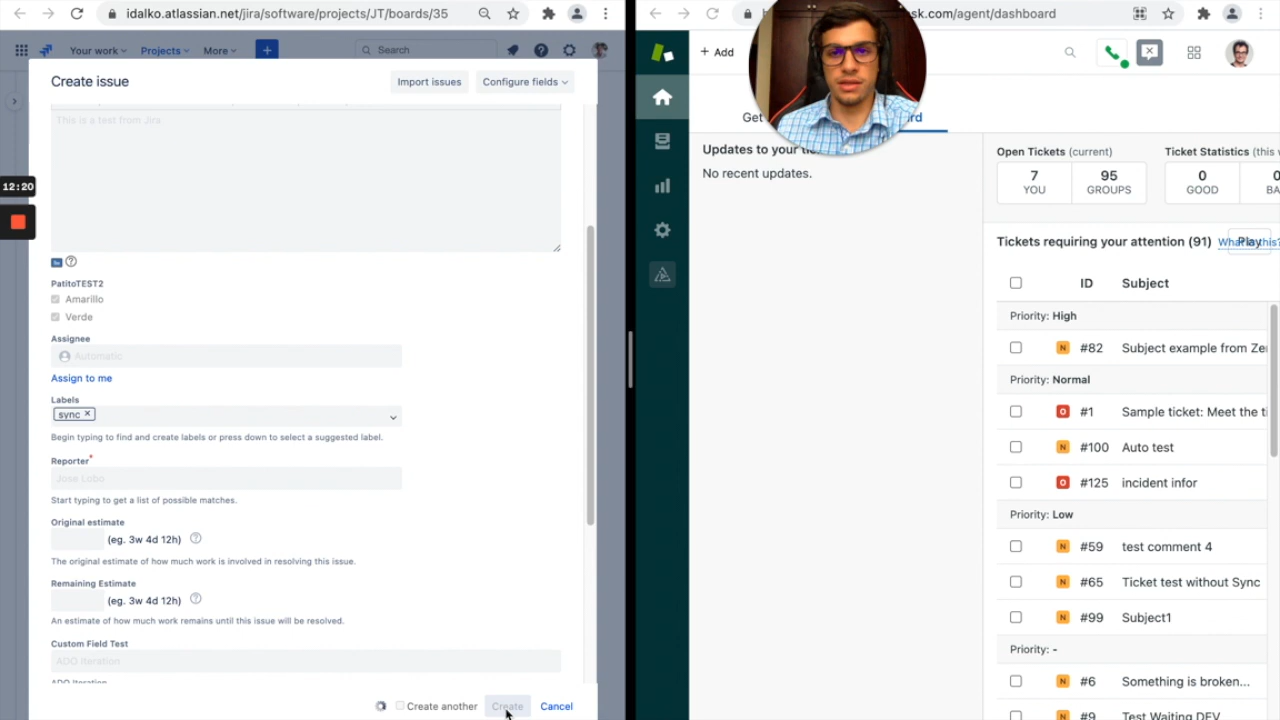 idalko.atlassian.net/jira/software/projects/JT/boards/35
Your work
Projects
More
+
Search
Create issue
Import issues
Configure fields
This is a test from Jira
12:20
PatitoTEST2
Amarillo
Verde
Assignee
Automatic
Assign to me
Labels
sync ×
Begin typing to find and create labels or press down to select a suggested label.
Reporter*
Jose Lobo
Start typing to get a list of possible matches.
Original estimate
(eg. 3w 4d 12h)
The original estimate of how much work is involved in resolving this issue.
Remaining Estimate
(eg. 3w 4d 12h)
An estimate of how much work remains until this issue will be resolved.
Custom Field Test
ADO Iteration
ADO Iteration
Create another
Create
Cancel
sk.com/agent/dashboard
+ Add
Get
rd
Updates to your ti
No recent updates.
Open Tickets (current)
Ticket Statistics (this w
7
YOU
95
GROUPS
0
GOOD
0
BA
Tickets requiring your attention (91)
What is this?
Play
ID
Subject
Priority: High
N #82 Subject example from Ze
Priority: Normal
O #1 Sample ticket: Meet the ti
N #100 Auto test
O #125 incident infor
Priority: Low
N #59 test comment 4
N #65 Ticket test without Sync
N #99 Subject1
Priority: -
N #6 Something is broken...
N #9 Test Waiting DEV